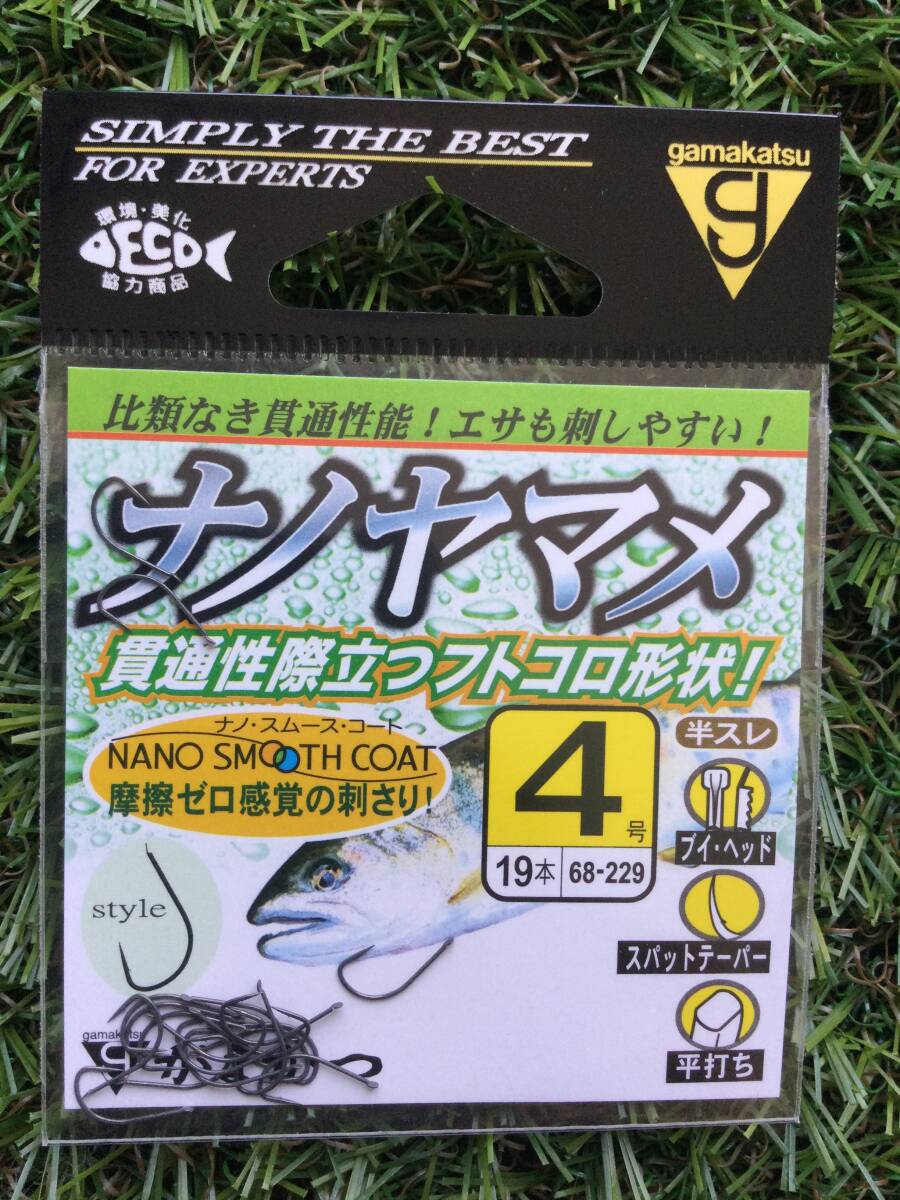 SIMPLY THE BEST
FOR EXPERTS
gamakatsu
g
環境・美化
ECO
協力商品
比類なき貫通性能！エサも刺しやすい！
ナノヤマメ
貫通性際立つフトコロ形状！
ナノ・スムース・コート
NANO SMOOTH COAT
摩擦ゼロ感覚の刺さり！
4号
19本 68-229
半スレ
ブイ・ヘッド
スパットテーパー
平打ち
style
gamakatsu